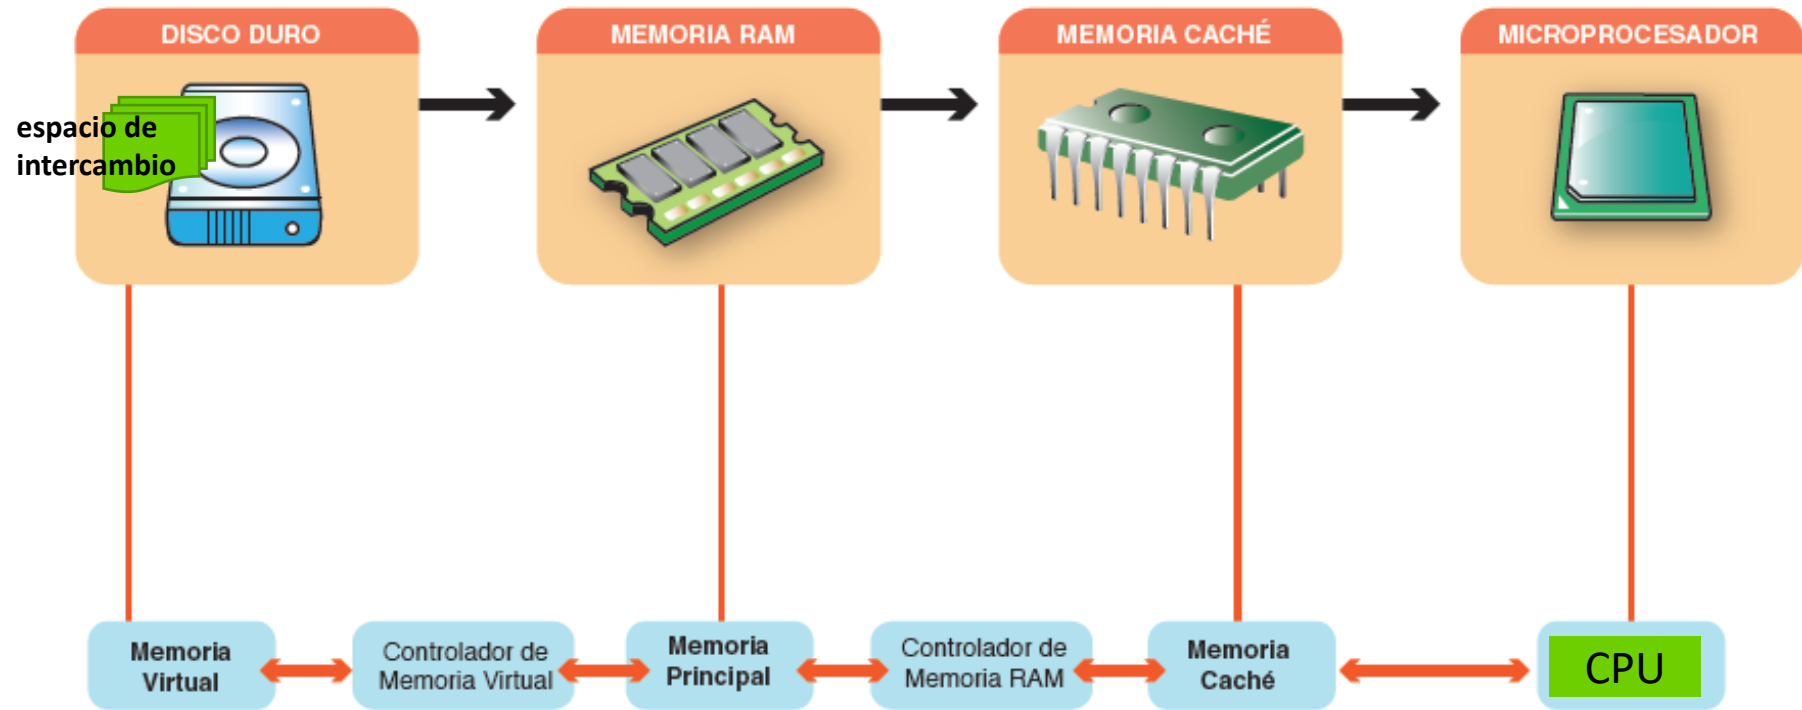 DISCO DURO
MEMORIA RAM
MEMORIA CACHÉ
MICROPROCESADOR
espacio de
intercambio
Memoria
Virtual
Controlador de
Memoria Virtual
Memoria
Principal
Controlador de
Memoria RAM
Memoria
Caché
CPU